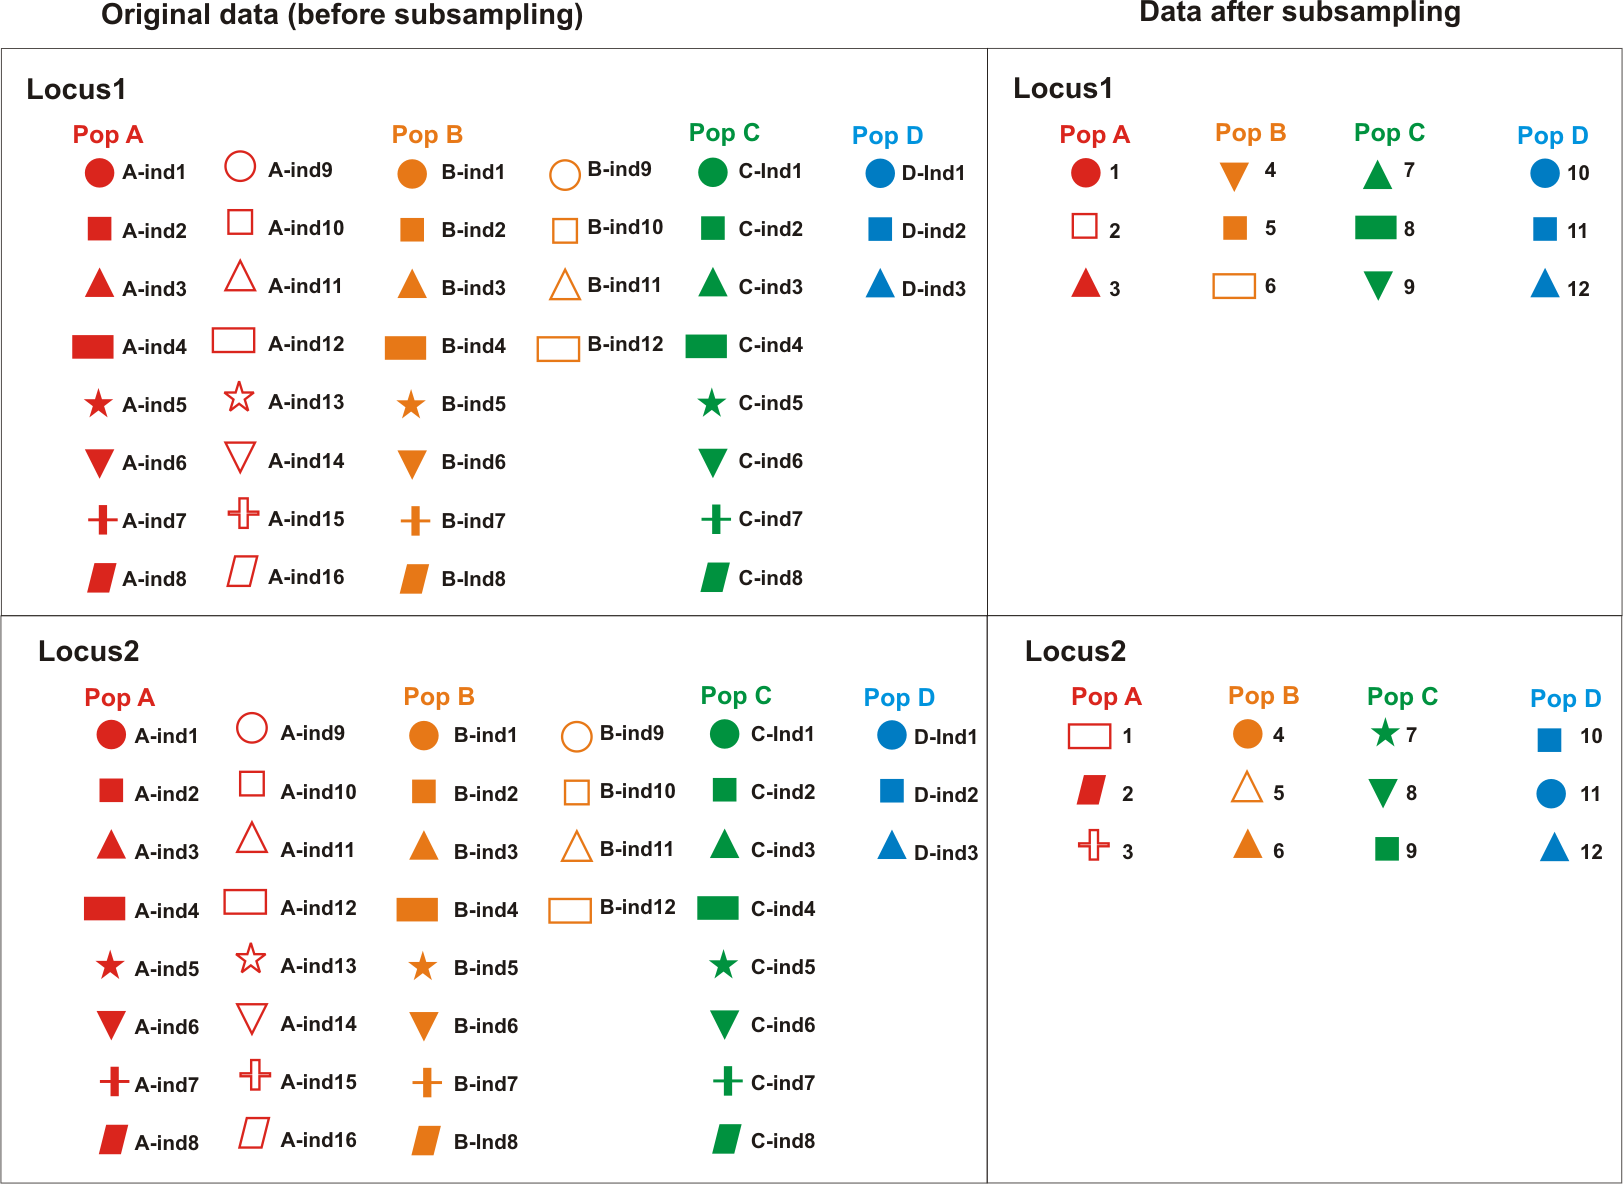 Original data (before subsampling)
Data after subsampling
Locus1
Pop A Pop B Pop C Pop D
A-ind1 A-ind9 B-ind1 B-ind9 C-Ind1 D-Ind1
A-ind2 A-ind10 B-ind2 B-ind10 C-ind2 D-ind2
A-ind3 A-ind11 B-ind3 B-ind11 C-ind3 D-ind3
A-ind4 A-ind12 B-ind4 B-ind12 C-ind4
A-ind5 A-ind13 B-ind5 C-ind5
A-ind6 A-ind14 B-ind6 C-ind6
A-ind7 A-ind15 B-ind7 C-ind7
A-ind8 A-ind16 B-Ind8 C-ind8
Locus1
Pop A Pop B Pop C Pop D
1 4 7 10
2 5 8 11
3 6 9 12
Locus2
Pop A Pop B Pop C Pop D
A-ind1 A-ind9 B-ind1 B-ind9 C-Ind1 D-Ind1
A-ind2 A-ind10 B-ind2 B-ind10 C-ind2 D-ind2
A-ind3 A-ind11 B-ind3 B-ind11 C-ind3 D-ind3
A-ind4 A-ind12 B-ind4 B-ind12 C-ind4
A-ind5 A-ind13 B-ind5 C-ind5
A-ind6 A-ind14 B-ind6 C-ind6
A-ind7 A-ind15 B-ind7 C-ind7
A-ind8 A-ind16 B-Ind8 C-ind8
Locus2
Pop A Pop B Pop C Pop D
1 4 7 10
2 5 8 11
3 6 9 12